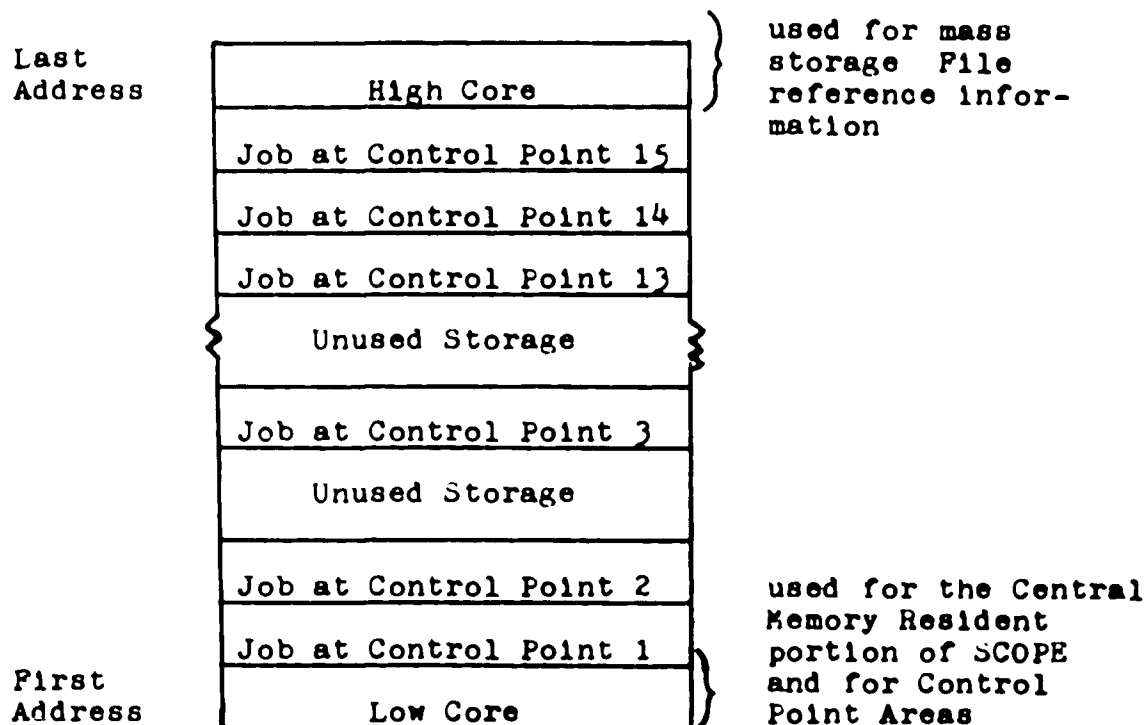 Last
Address
High Core
used for mass
storage File
reference infor-
mation
Job at Control Point 15
Job at Control Point 14
Job at Control Point 13
Unused Storage
Job at Control Point 3
Unused Storage
Job at Control Point 2
Job at Control Point 1
First
Address
Low Core
used for the Central
Memory Resident
portion of SCOPE
and for Control
Point Areas